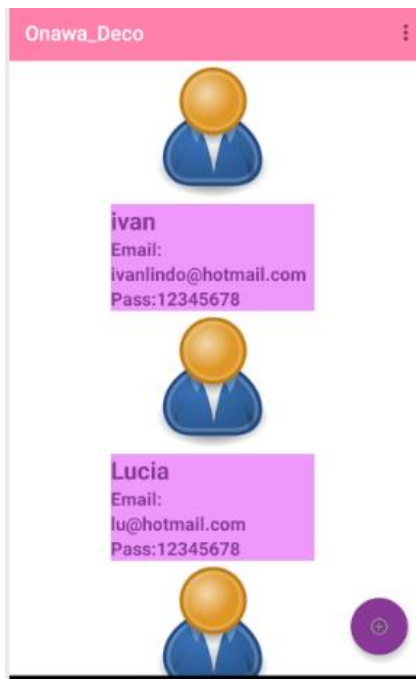 Onawa_Deco
ivan
Email:
ivanlindo@hotmail.com
Pass:12345678
Lucia
Email:
lu@hotmail.com
Pass:12345678